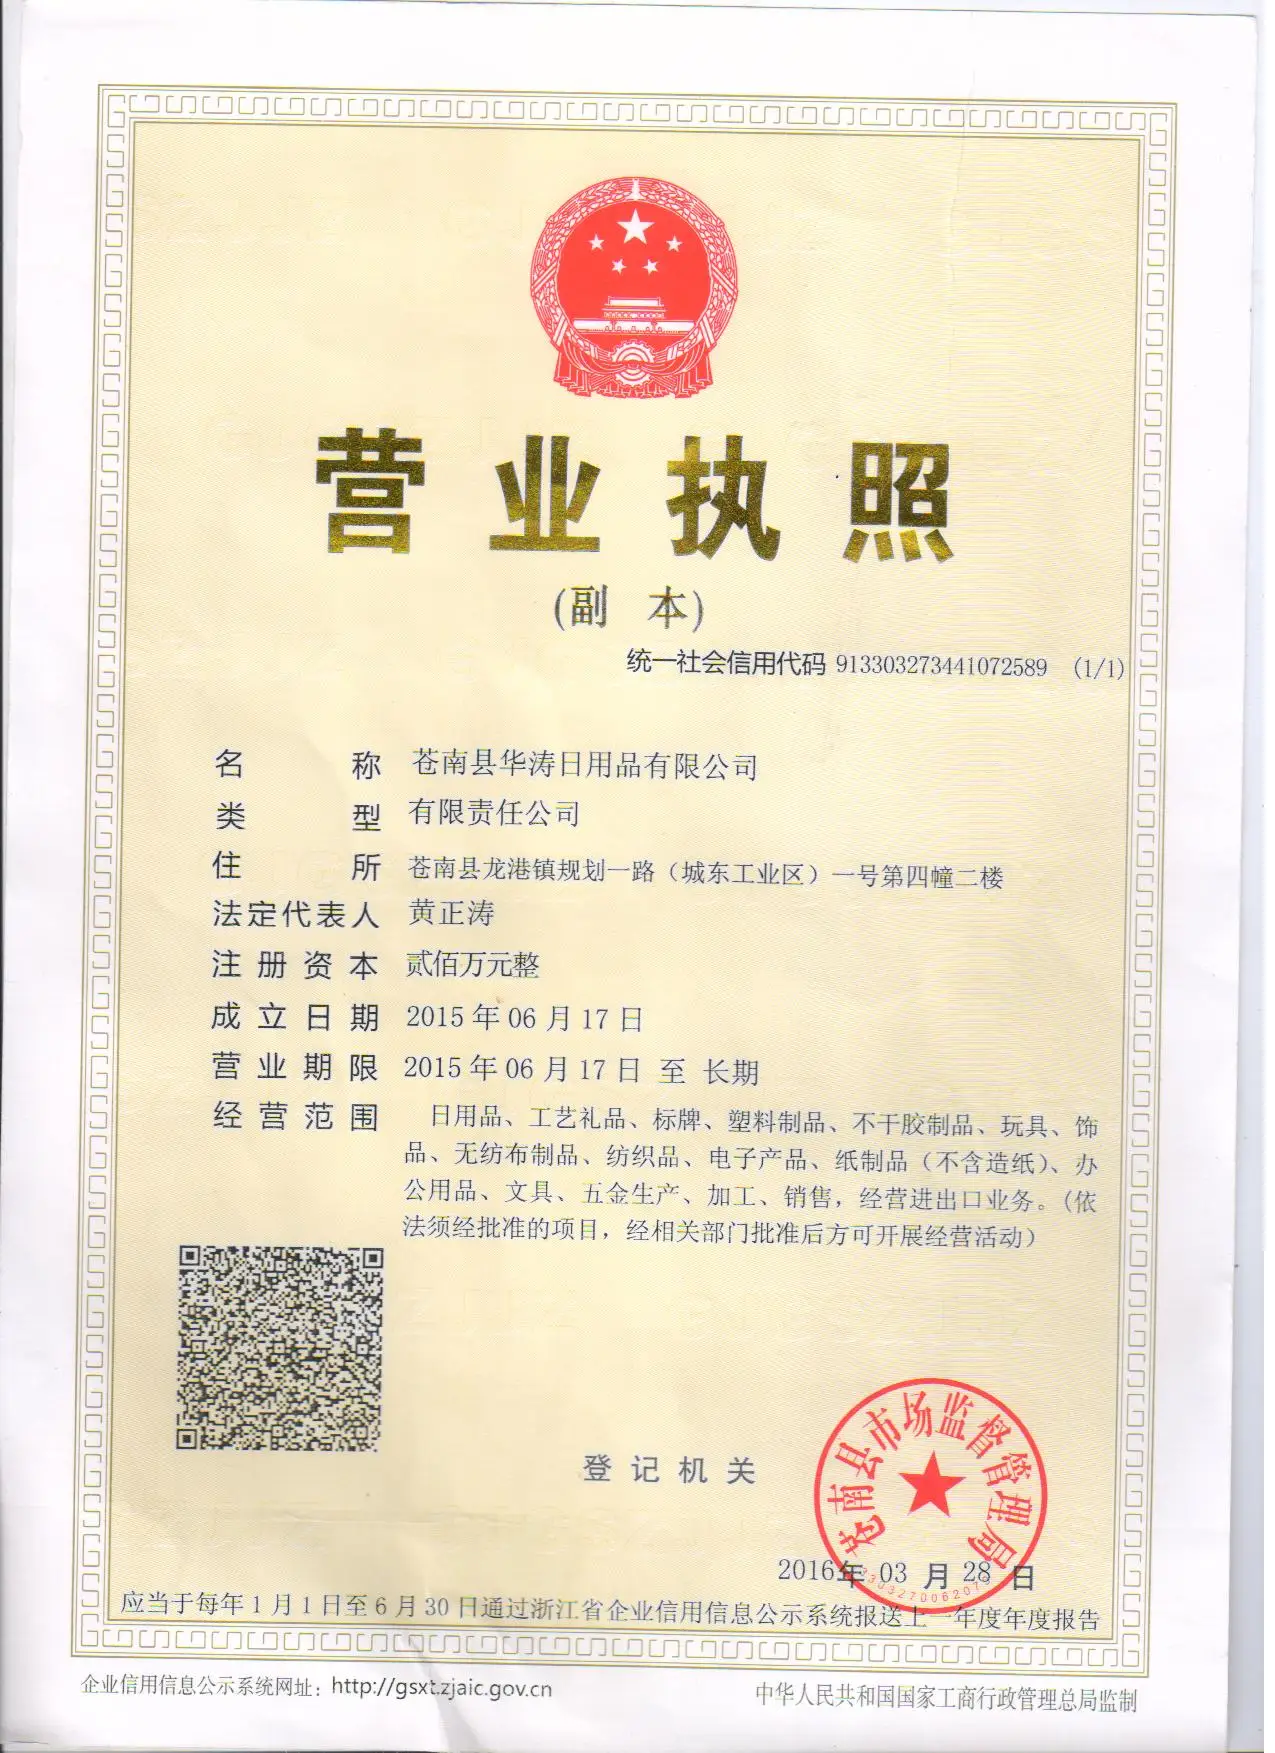 营业执照
(副 本)
统一社会信用代码 913303273441072589 (1/1)
名称 苍南县华涛日用品有限公司
类型 有限责任公司
住所 苍南县龙港镇规划一路（城东工业区）一号第四幢二楼
法定代表人 黄正涛
注册资本 贰佰万元整
成立日期 2015年06月17日
营业期限 2015年06月17日 至 长期
经营范围 日用品、工艺礼品、标牌、塑料制品、不干胶制品、玩具、饰
品、无纺布制品、纺织品、电子产品、纸制品（不含造纸）、办
公用品、文具、五金生产、加工、销售，经营进出口业务。(依
法须经批准的项目，经相关部门批准后方可开展经营活动）
登记机关
苍南县市场监督管理局
2016年 03 月 28 日
应当于每年1月1日至6月30日通过浙江省企业信用信息公示系统报送上一年度年度报告
企业信用信息公示系统网址：http://gsxt.zjaic.gov.cn
中华人民共和国国家工商行政管理总局监制